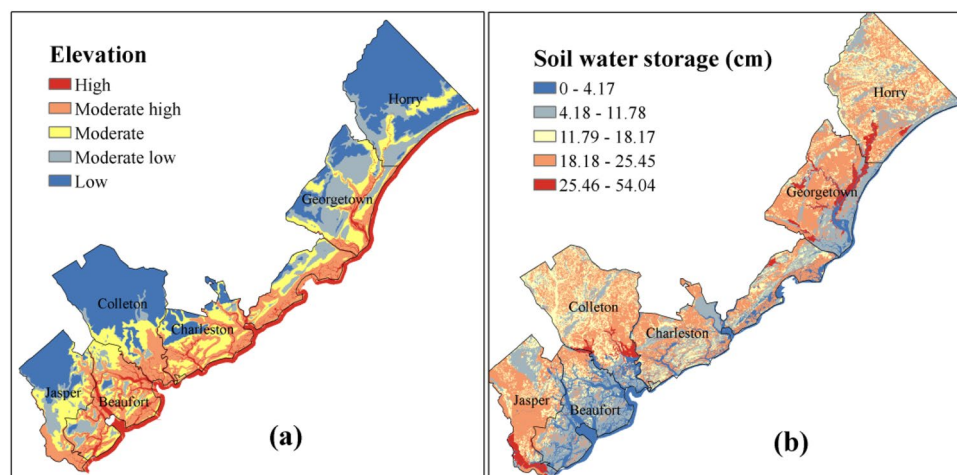 Elevation
High
Moderate high
Moderate
Moderate low
Low
Horry
Georgetown
Colleton
Charleston
Jasper
Beaufort
(a)
Soil water storage (cm)
0 - 4.17
4.18 - 11.78
11.79 - 18.17
18.18 - 25.45
25.46 - 54.04
Horry
Georgetown
Colleton
Charleston
Jasper
Beaufort
(b)